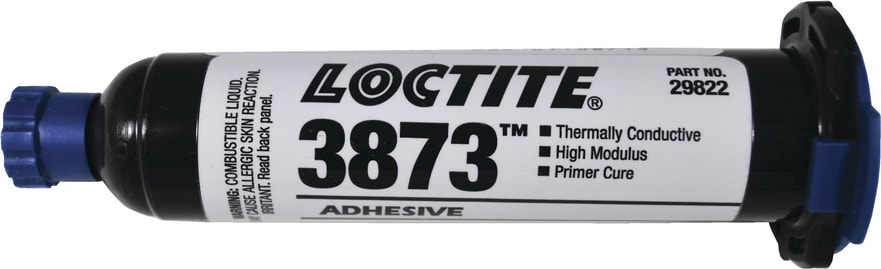 WARNING: COMBUSTIBLE LIQUID.
CAUSE ALLERGIC SKIN REACTION.
IRRITANT. Read back panel.
LOCTITE®
3873™
ADHESIVE
■ Thermally Conductive
■ High Modulus
■ Primer Cure
PART NO.
29822